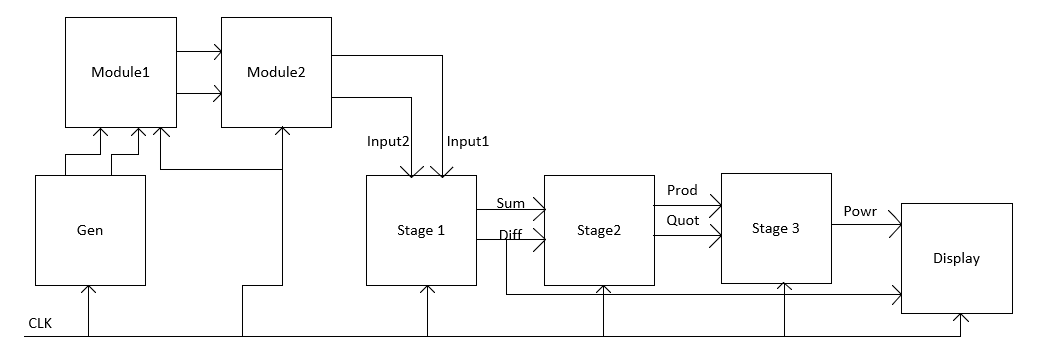 Module1
Module2
Input2
Input1
Gen
Stage 1
Sum
Diff
Stage2
Prod
Quot
Stage 3
Powr
Display
CLK